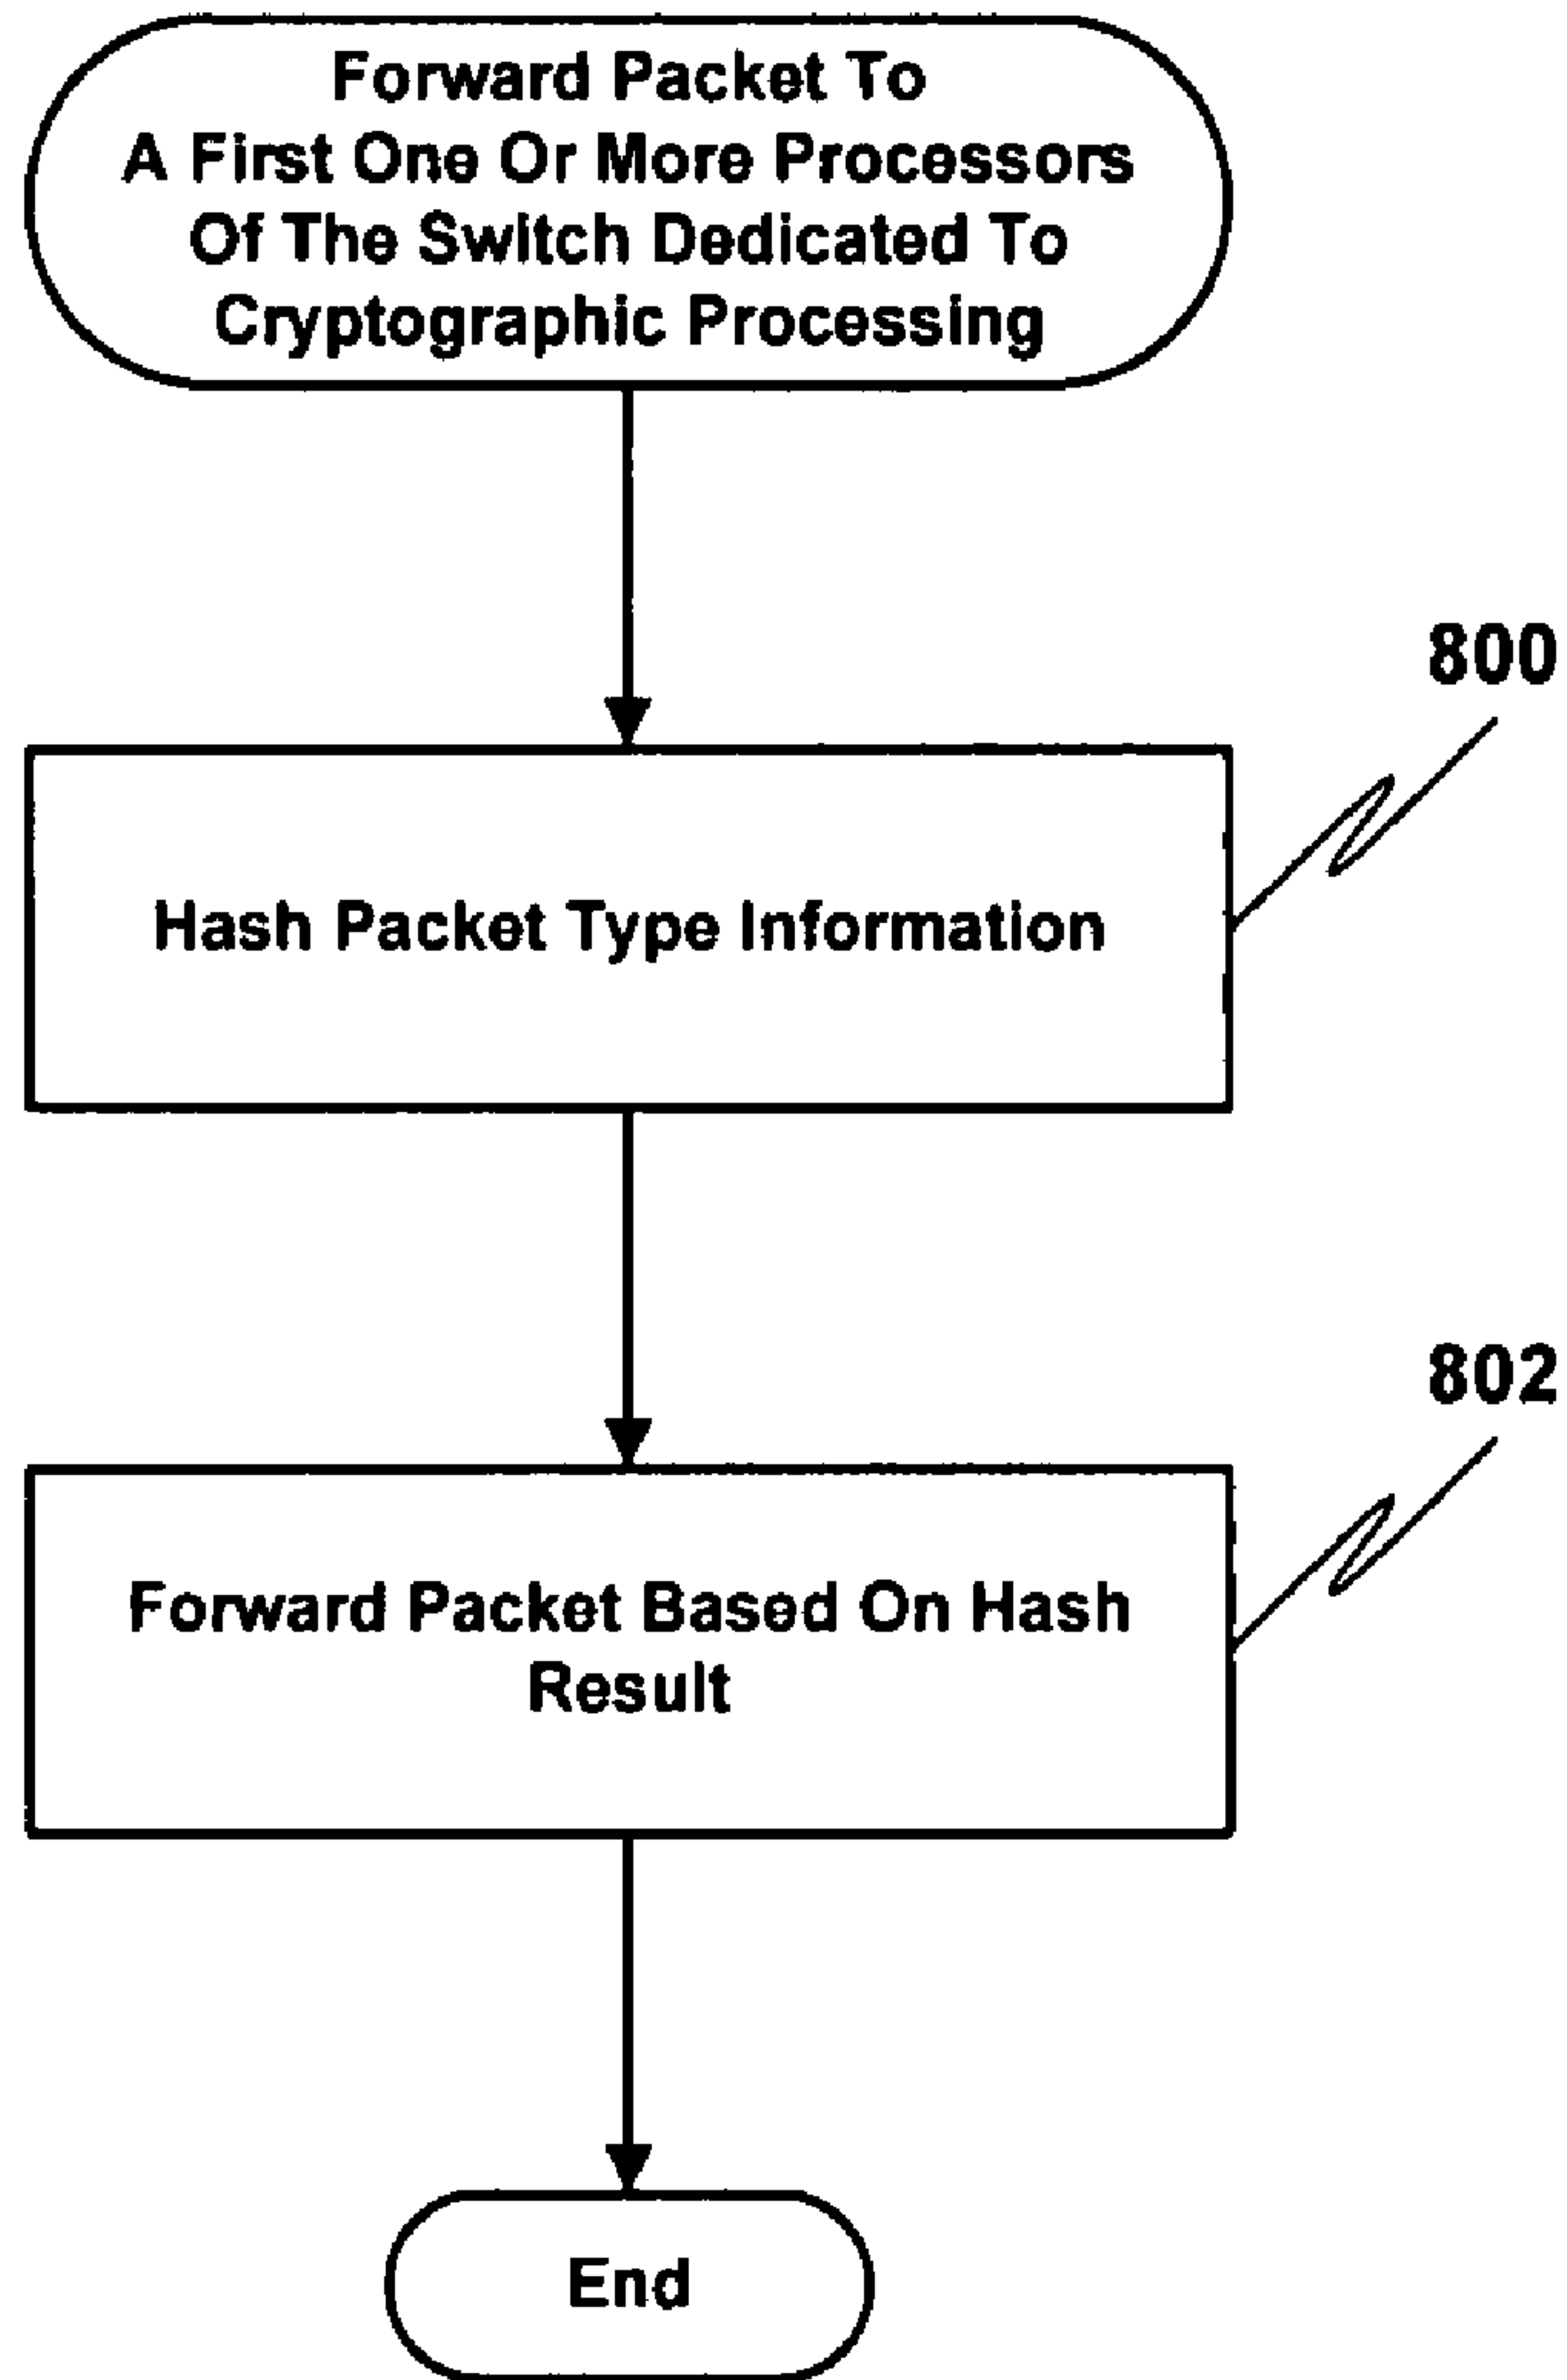 Forward Packet To
A First One Or More Processors
Of The Switch Dedicated To
Cryptographic Processing
800
Hash Packet Type Information
802
Forward Packet Based On Hash
Result
End